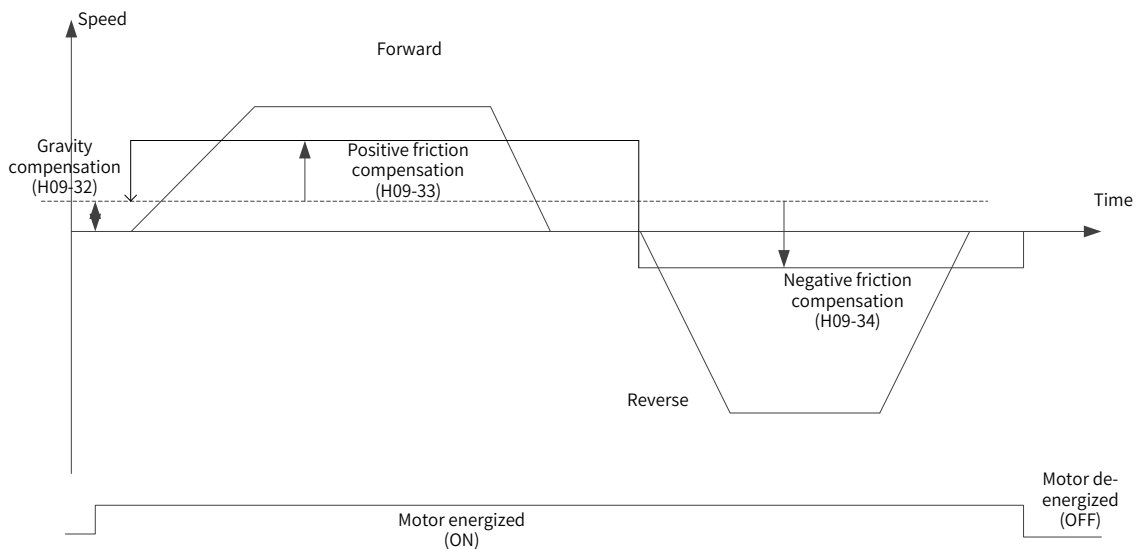 Speed
Forward
Gravity
compensation
(H09-32)
Positive friction
compensation
(H09-33)
Time
Negative friction
compensation
(H09-34)
Reverse
Motor de-
energized
(OFF)
Motor energized
(ON)